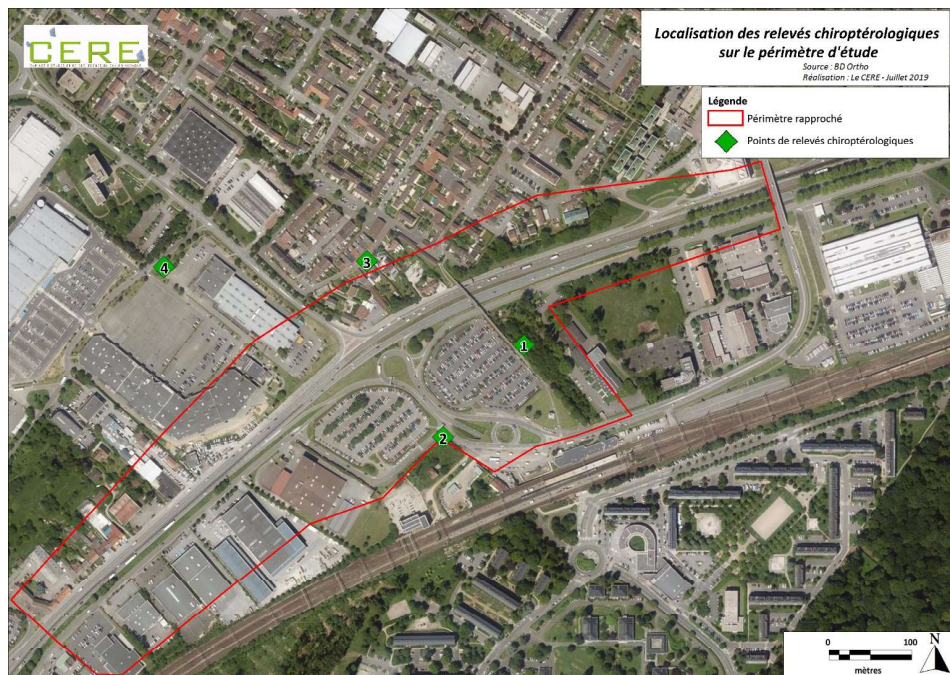 CERE
Localisation des relevés chiroptérologiques
sur le périmètre d'étude
Source : BD Ortho
Réalisation : Le CERE - Juillet 2019
Légende
Périmètre rapproché
Points de relevés chiroptérologiques
4
3
1
2
0 100
mètres
N